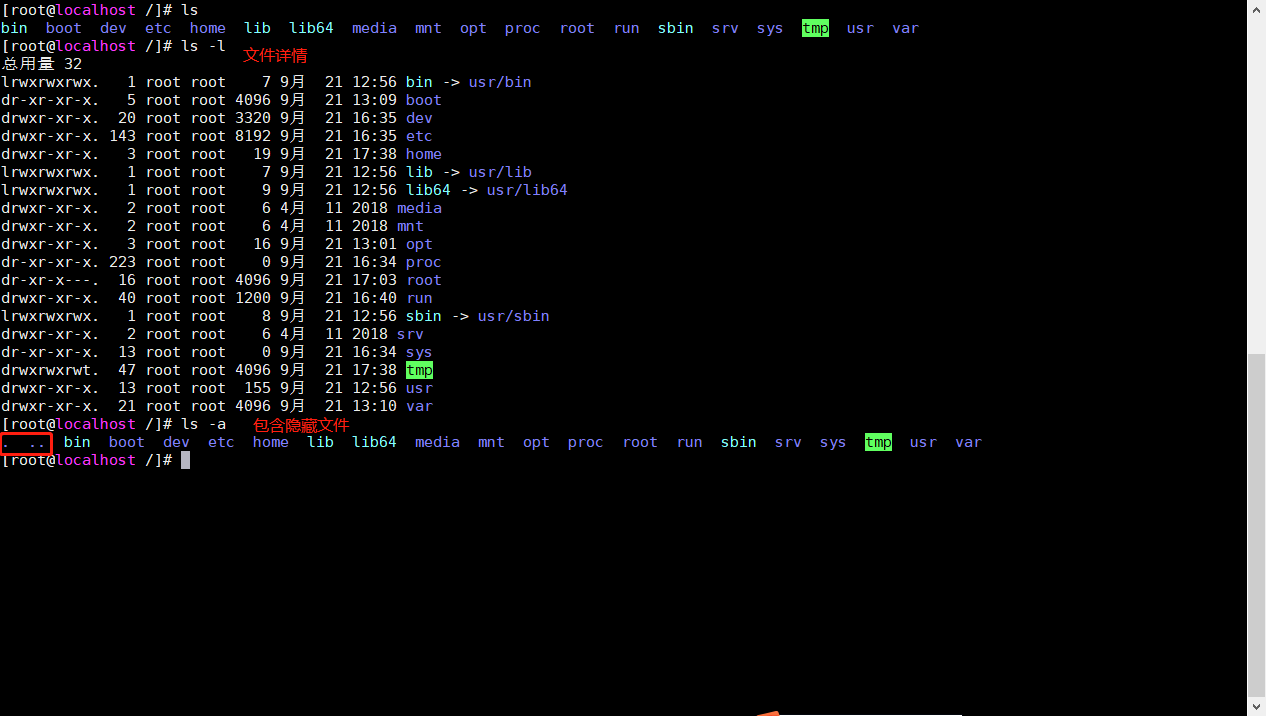 [root@localhost /]# ls
bin  boot  dev  etc  home  lib  lib64  media  mnt  opt  proc  root  run  sbin  srv  sys  tmp  usr  var
[root@localhost /]# ls -l
文件详情
总用量 32
lrwxrwxrwx.   1 root root    7 9月  21 12:56 bin -> usr/bin
dr-xr-xr-x.   5 root root 4096 9月  21 13:09 boot
drwxr-xr-x.  20 root root 3320 9月  21 16:35 dev
drwxr-xr-x. 143 root root 8192 9月  21 16:35 etc
drwxr-xr-x.   3 root root   19 9月  21 17:38 home
lrwxrwxrwx.   1 root root    7 9月  21 12:56 lib -> usr/lib
lrwxrwxrwx.   1 root root    9 9月  21 12:56 lib64 -> usr/lib64
drwxr-xr-x.   2 root root    6 4月  11 2018 media
drwxr-xr-x.   2 root root    6 4月  11 2018 mnt
drwxr-xr-x.   3 root root   16 9月  21 13:01 opt
dr-xr-xr-x. 223 root root    0 9月  21 16:34 proc
dr-xr-x---.  16 root root 4096 9月  21 17:03 root
drwxr-xr-x.  40 root root 1200 9月  21 16:40 run
lrwxrwxrwx.   1 root root    8 9月  21 12:56 sbin -> usr/sbin
drwxr-xr-x.   2 root root    6 4月  11 2018 srv
dr-xr-xr-x.  13 root root    0 9月  21 16:34 sys
drwxrwxrwt.  47 root root 4096 9月  21 17:38 tmp
drwxr-xr-x.  13 root root  155 9月  21 12:56 usr
drwxr-xr-x.  21 root root 4096 9月  21 13:10 var
[root@localhost /]# ls -a   包含隐藏文件
.  ..  bin  boot  dev  etc  home  lib  lib64  media  mnt  opt  proc  root  run  sbin  srv  sys  tmp  usr  var
[root@localhost /]#